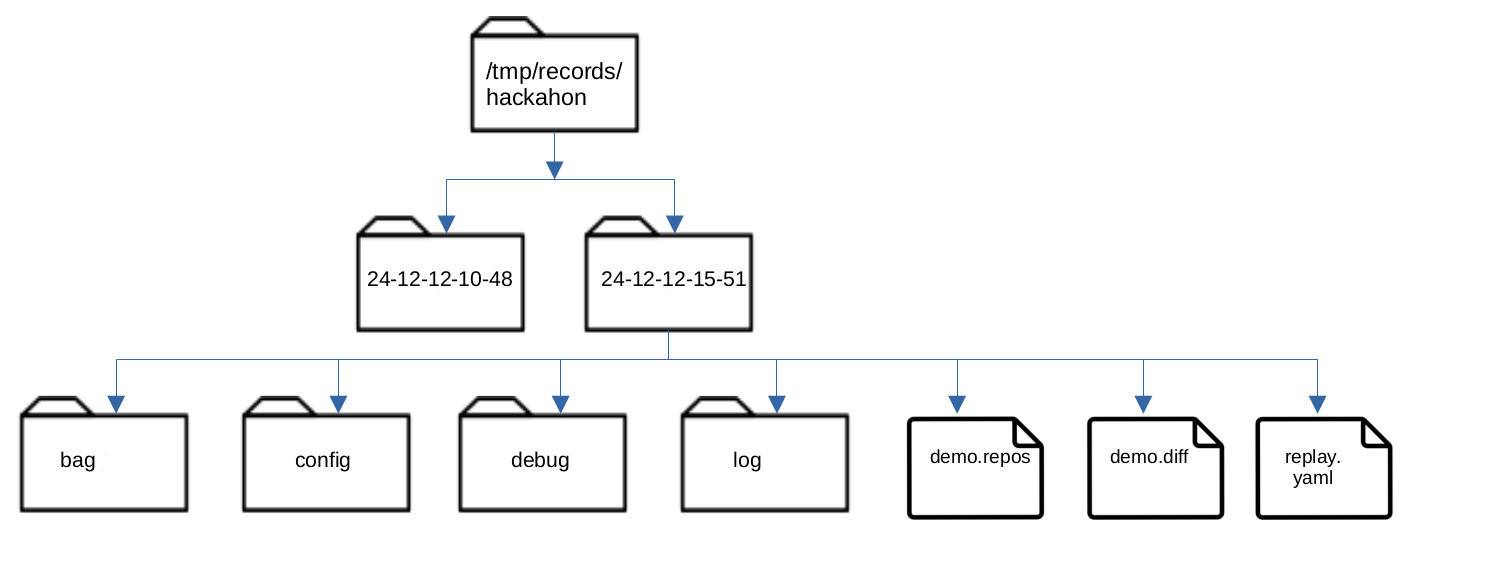 /tmp/records/
hackahon
24-12-12-10-48
24-12-12-15-51
bag
config
debug
log
demo.repos
demo.diff
replay.
yaml